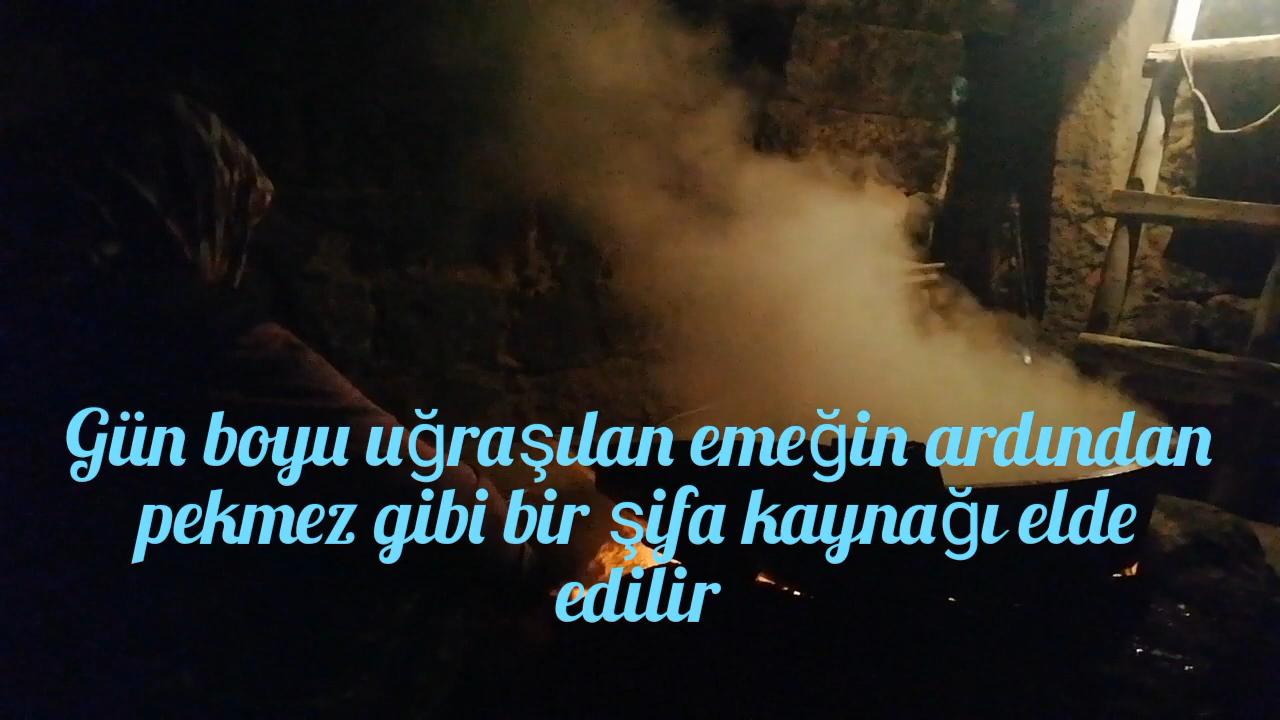 Gün boyu uğraşılan emeğin ardından
pekmez gibi bir şifa kaynağı elde
edilir